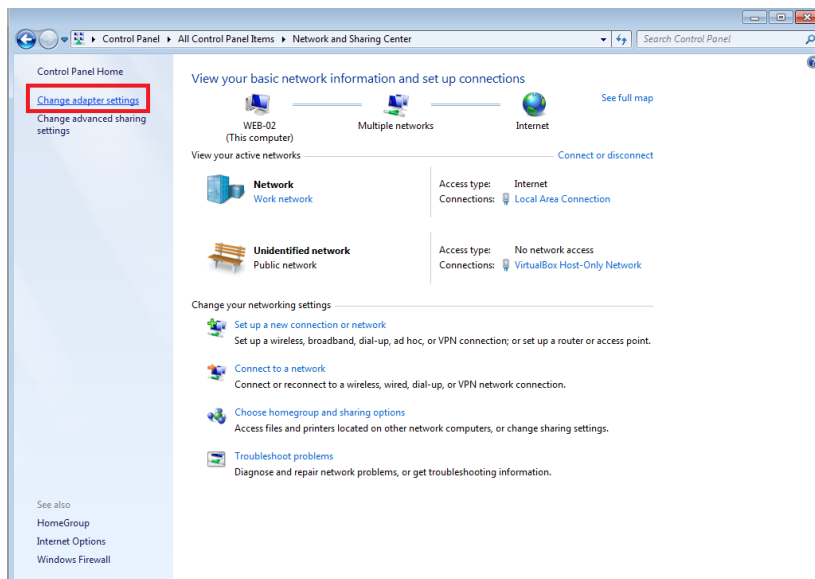 Control Panel ▸ All Control Panel Items ▸ Network and Sharing Center
Search Control Panel
Control Panel Home
Change adapter settings
Change advanced sharing
settings
View your basic network information and set up connections
See full map
WEB-02
(This computer)
Multiple networks
Internet
View your active networks
Connect or disconnect
Network
Work network
Access type: Internet
Connections: Local Area Connection
Unidentified network
Public network
Access type: No network access
Connections: VirtualBox Host-Only Network
Change your networking settings
Set up a new connection or network
Set up a wireless, broadband, dial-up, ad hoc, or VPN connection; or set up a router or access point.
Connect to a network
Connect or reconnect to a wireless, wired, dial-up, or VPN network connection.
Choose homegroup and sharing options
Access files and printers located on other network computers, or change sharing settings.
Troubleshoot problems
Diagnose and repair network problems, or get troubleshooting information.
See also
HomeGroup
Internet Options
Windows Firewall